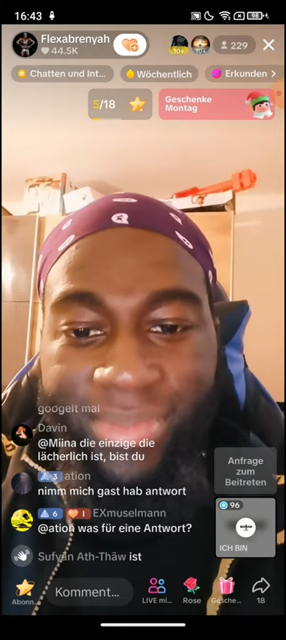 16:43
Flexabrenyah
44.5K
10+
229
Chatten und Int...
Wöchentlich
Erkunden
5/18
Geschenke
Montag
googelt mal
Davin
@Miina die einzige die
lächerlich ist, bist du
3 ation
nimm mich gast hab antwort
6 1 EXmuselmann
@ation was für eine Antwort?
Sufyān Ath-Thāw ist
Anfrage
zum
Beitreten
96
ICH BIN
Abonn...
Komment...
LIVE mi...
Rose
Gesche...
18